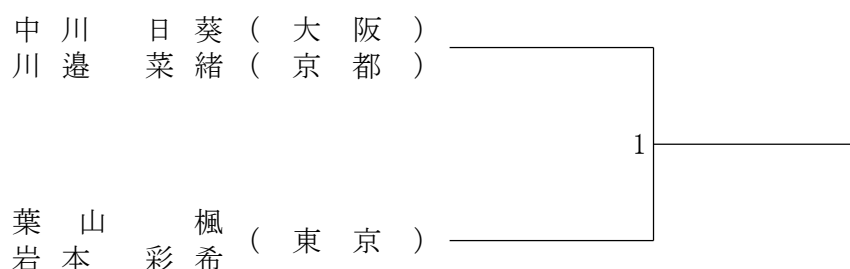 中川 日葵 ( 大阪 )
川邉 菜緒 ( 京都 )
1
葉山 楓
岩本 彩希
( 東京 )